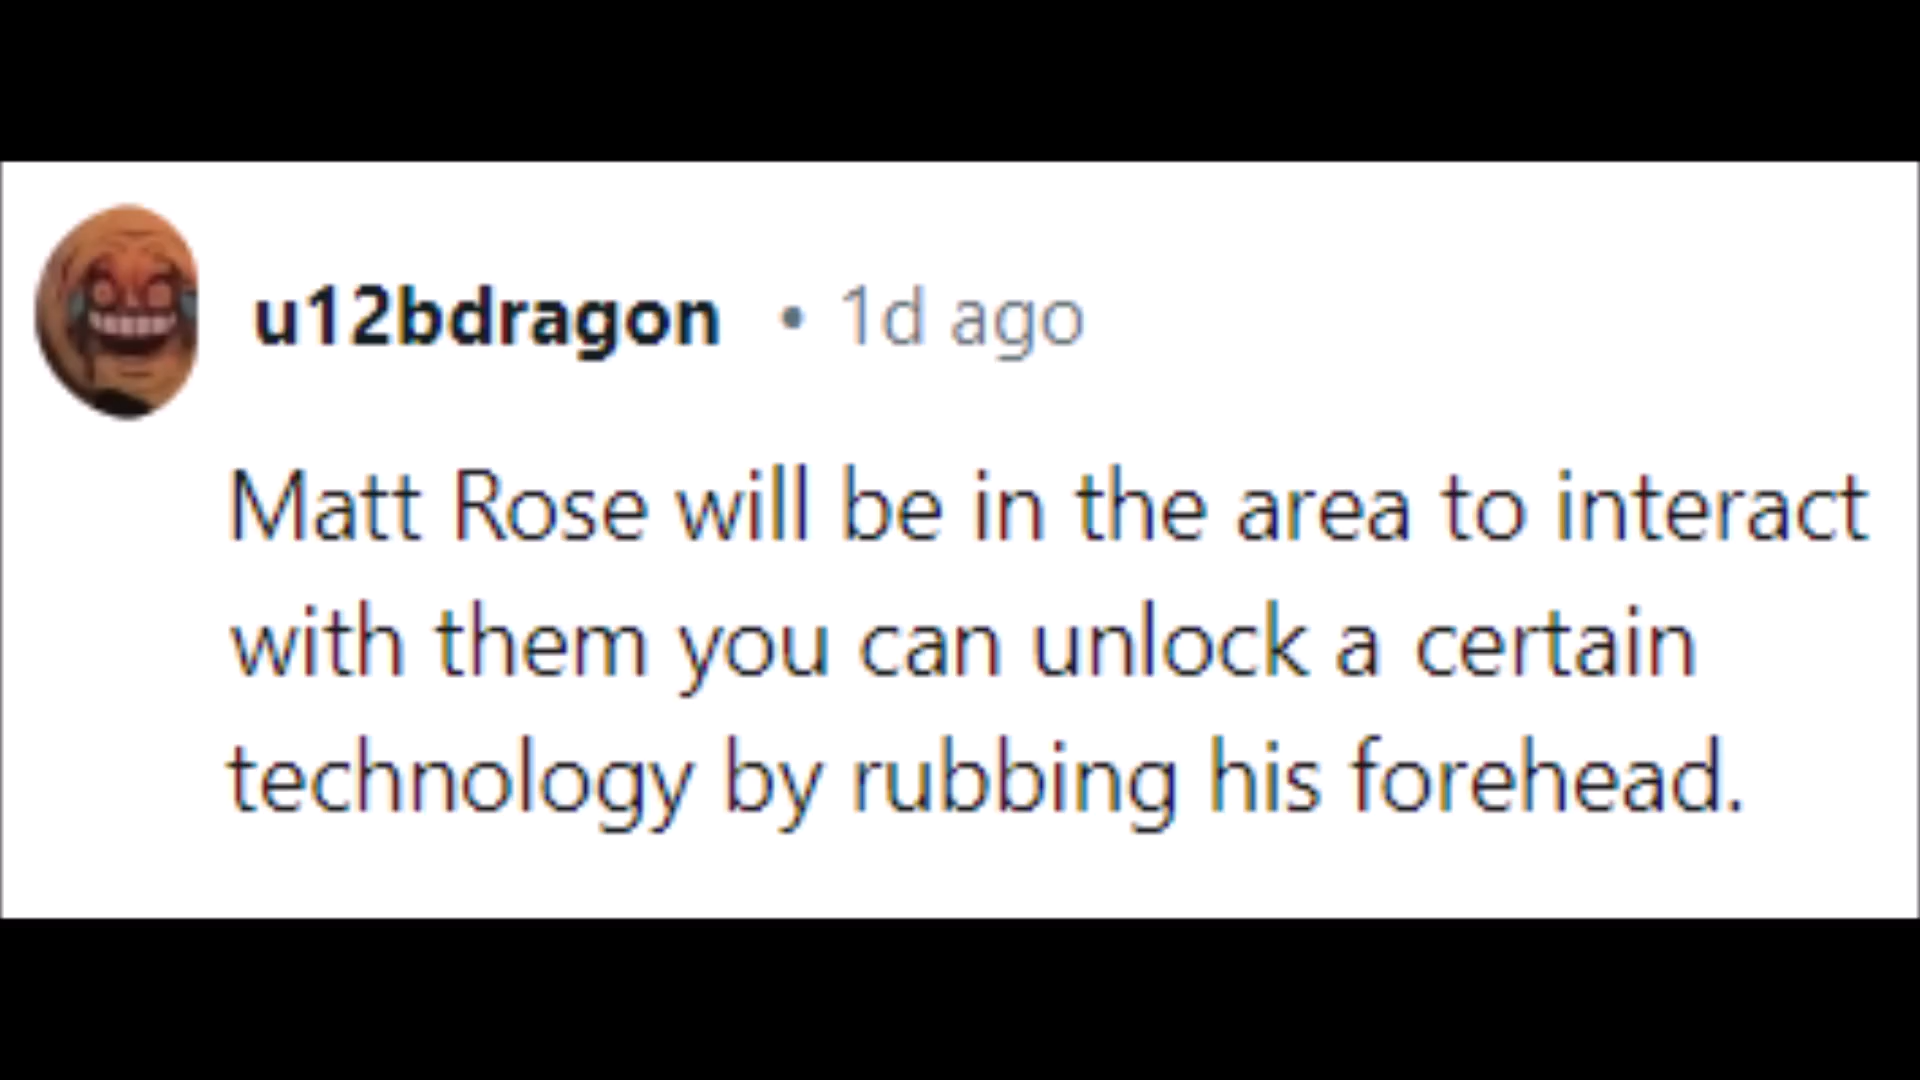 u12bdragon • 1d ago
Matt Rose will be in the area to interact
with them you can unlock a certain
technology by rubbing his forehead.